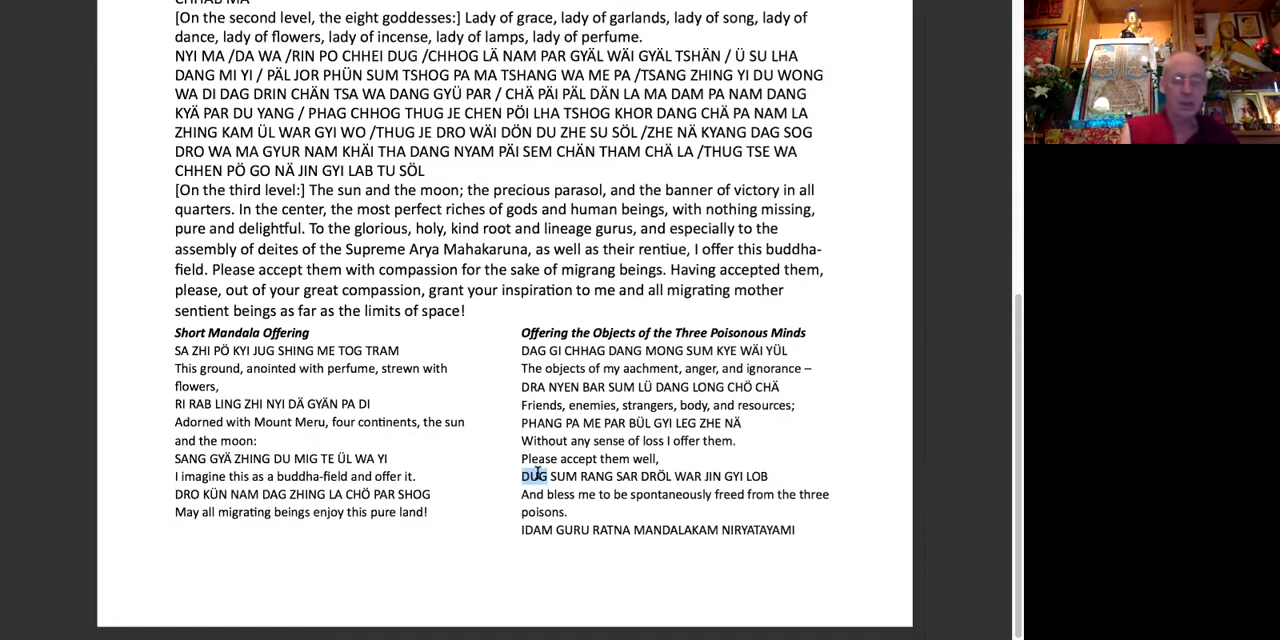 CHHAB MA
[On the second level, the eight goddesses:] Lady of grace, lady of garlands, lady of song, lady of
dance, lady of flowers, lady of incense, lady of lamps, lady of perfume.
NYI MA /DA WA /RIN PO CHHEI DUG /CHHOG LÄ NAM PAR GYÄL WÄI GYÄL TSHÄN / Ü SU LHA
DANG MI YI / PÄL JOR PHÜN SUM TSHOG PA MA TSHANG WA ME PA /TSANG ZHING YI DU WONG
WA DI DAG DRIN CHÄN TSA WA DANG GYÜ PAR / CHÄ PÄI PÄL DÄN LA MA DAM PA NAM DANG
KYÄ PAR DU YANG / PHAG CHHOG THUG JE CHEN PÖI LHA TSHOG KHOR DANG CHÄ PA NAM LA
ZHING KAM ÜL WAR GYI WO /THUG JE DRO WÄI DÖN DU ZHE SU SÖL /ZHE NÄ KYANG DAG SOG
DRO WA MA GYUR NAM KHÄI THA DANG NYAM PÄI SEM CHÄN THAM CHÄ LA /THUG TSE WA
CHHEN PÖ GO NÄ JIN GYI LAB TU SÖL
[On the third level:] The sun and the moon; the precious parasol, and the banner of victory in all
quarters. In the center, the most perfect riches of gods and human beings, with nothing missing,
pure and delightful. To the glorious, holy, kind root and lineage gurus, and especially to the
assembly of deites of the Supreme Arya Mahakaruna, as well as their rentiue, I offer this buddha-
field. Please accept them with compassion for the sake of migrang beings. Having accepted them,
please, out of your great compassion, grant your inspiration to me and all migrating mother
sentient beings as far as the limits of space!
Short Mandala Offering
SA ZHI PÖ KYI JUG SHING ME TOG TRAM
This ground, anointed with perfume, strewn with
flowers,
RI RAB LING ZHI NYI DÄ GYÄN PA DI
Adorned with Mount Meru, four continents, the sun
and the moon:
SANG GYÄ ZHING DU MIG TE ÜL WA YI
I imagine this as a buddha-field and offer it.
DRO KÜN NAM DAG ZHING LA CHÖ PAR SHOG
May all migrating beings enjoy this pure land!
Offering the Objects of the Three Poisonous Minds
DAG GI CHHAG DANG MONG SUM KYE WÄI YÜL
The objects of my aachment, anger, and ignorance –
DRA NYEN BAR SUM LÜ DANG LONG CHÖ CHÄ
Friends, enemies, strangers, body, and resources;
PHANG PA ME PAR BÜL GYI LEG ZHE NÄ
Without any sense of loss I offer them.
Please accept them well,
DUG SUM RANG SAR DRÖL WAR JIN GYI LOB
And bless me to be spontaneously freed from the three
poisons.
IDAM GURU RATNA MANDALAKAM NIRYATAYAMI